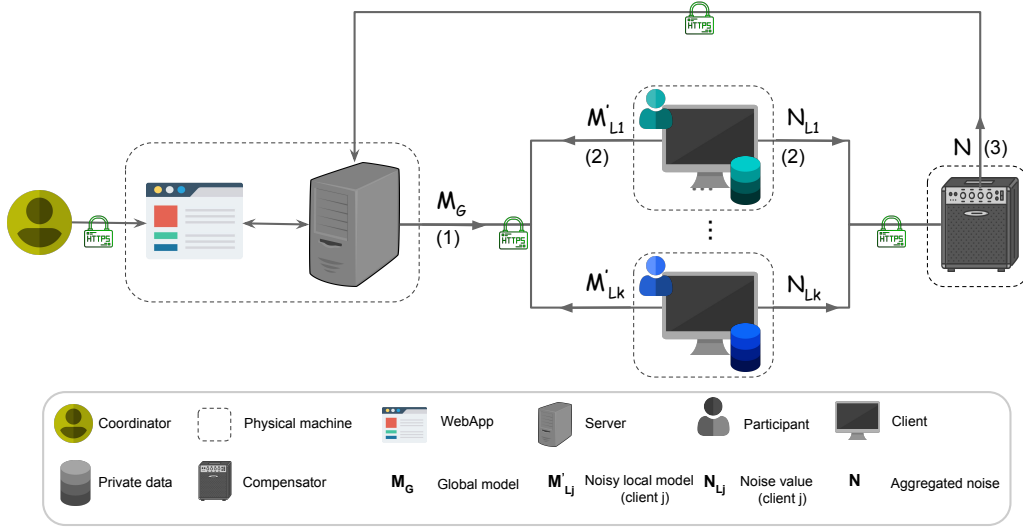 HTTPS
M'L1
NL1
(2)
(2)
N
(3)
MG
(1)
HTTPS
HTTPS
HTTPS
M'Lk
NLk
Coordinator
Physical machine
WebApp
Server
Participant
Client
Private data
Compensator
MG
Global model
M'Lj
Noisy local model
(client j)
NLj
Noise value
(client j)
N
Aggregated noise